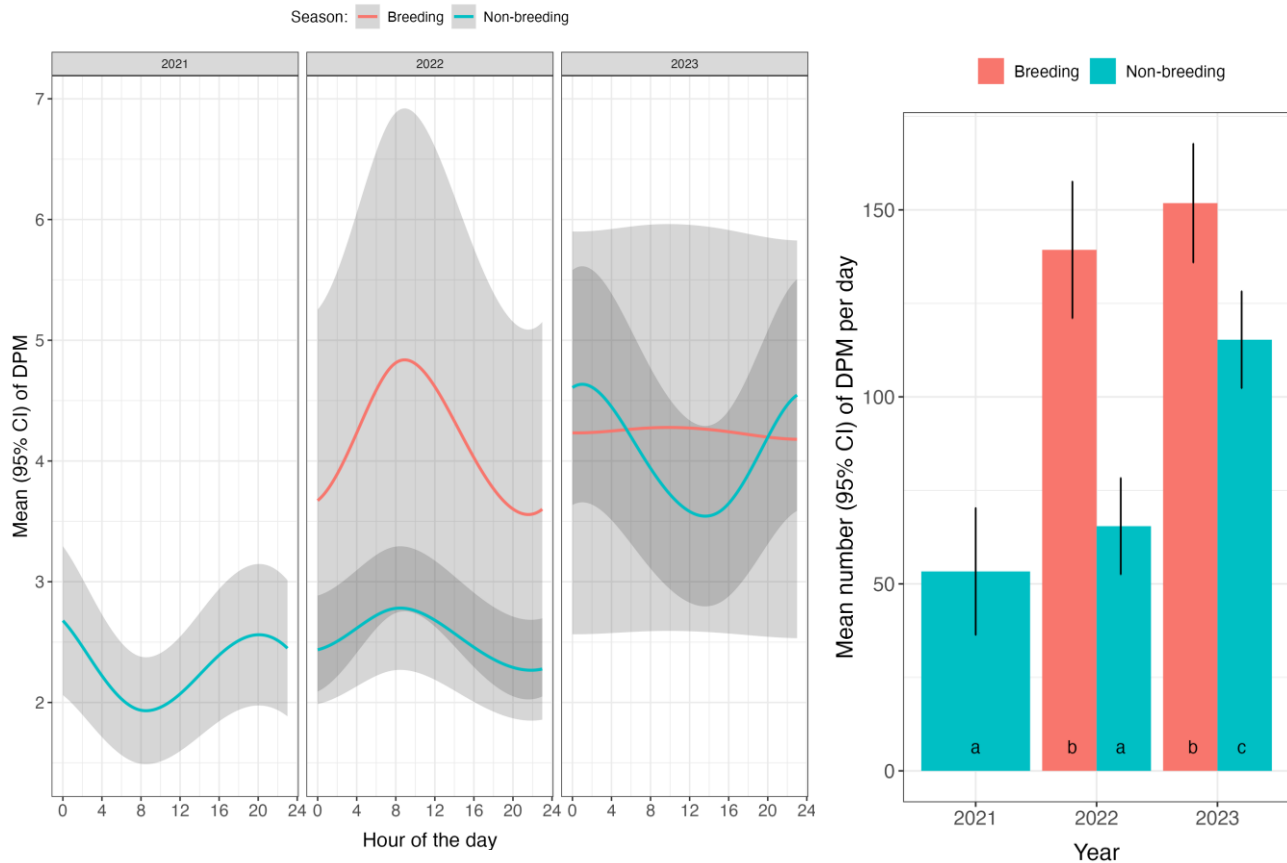 Season: Breeding Non-breeding
2021 2022 2023
Mean (95% CI) of DPM
7
6
5
4
3
2
0 4 8 12 16 20 24 0 4 8 12 16 20 24 0 4 8 12 16 20 24
Hour of the day
Breeding Non-breeding
Mean number (95% CI) of DPM per day
150
100
50
0
a b a b c
2021 2022 2023
Year